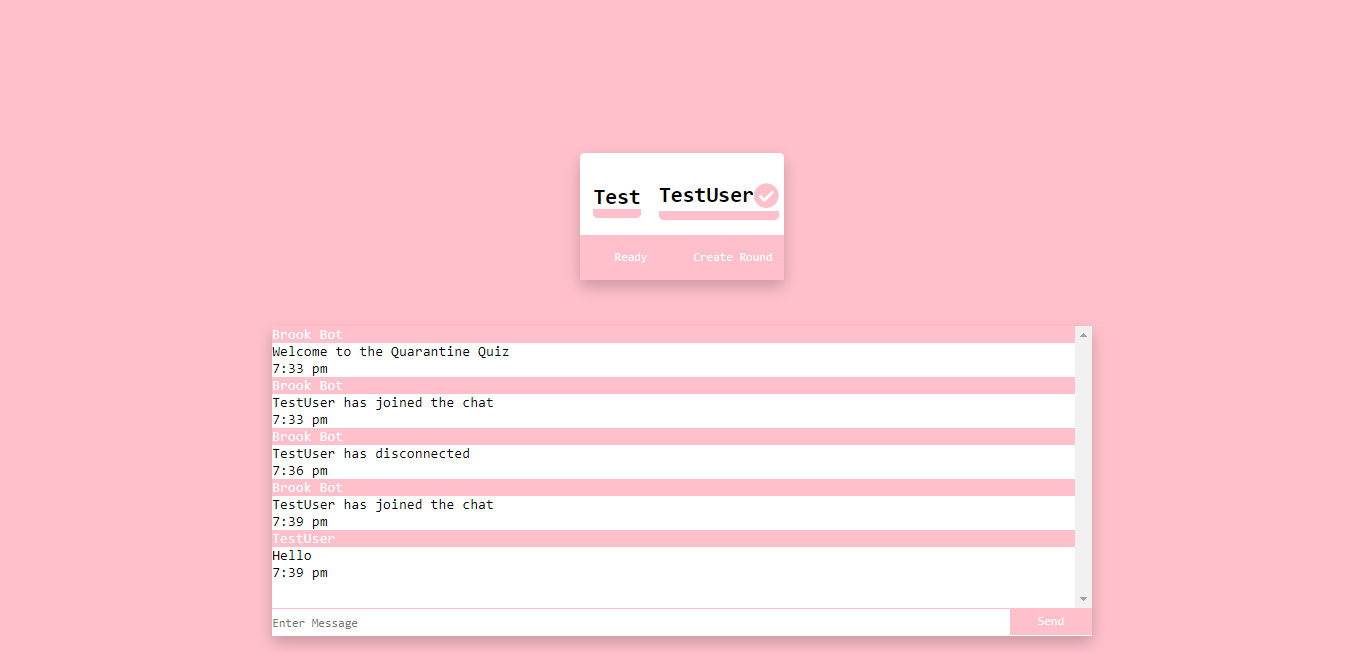 Test TestUser
Ready Create Round
Brook Bot
Welcome to the Quarantine Quiz
7:33 pm
Brook Bot
TestUser has joined the chat
7:33 pm
Brook Bot
TestUser has disconnected
7:36 pm
Brook Bot
TestUser has joined the chat
7:39 pm
TestUser
Hello
7:39 pm
Enter Message Send